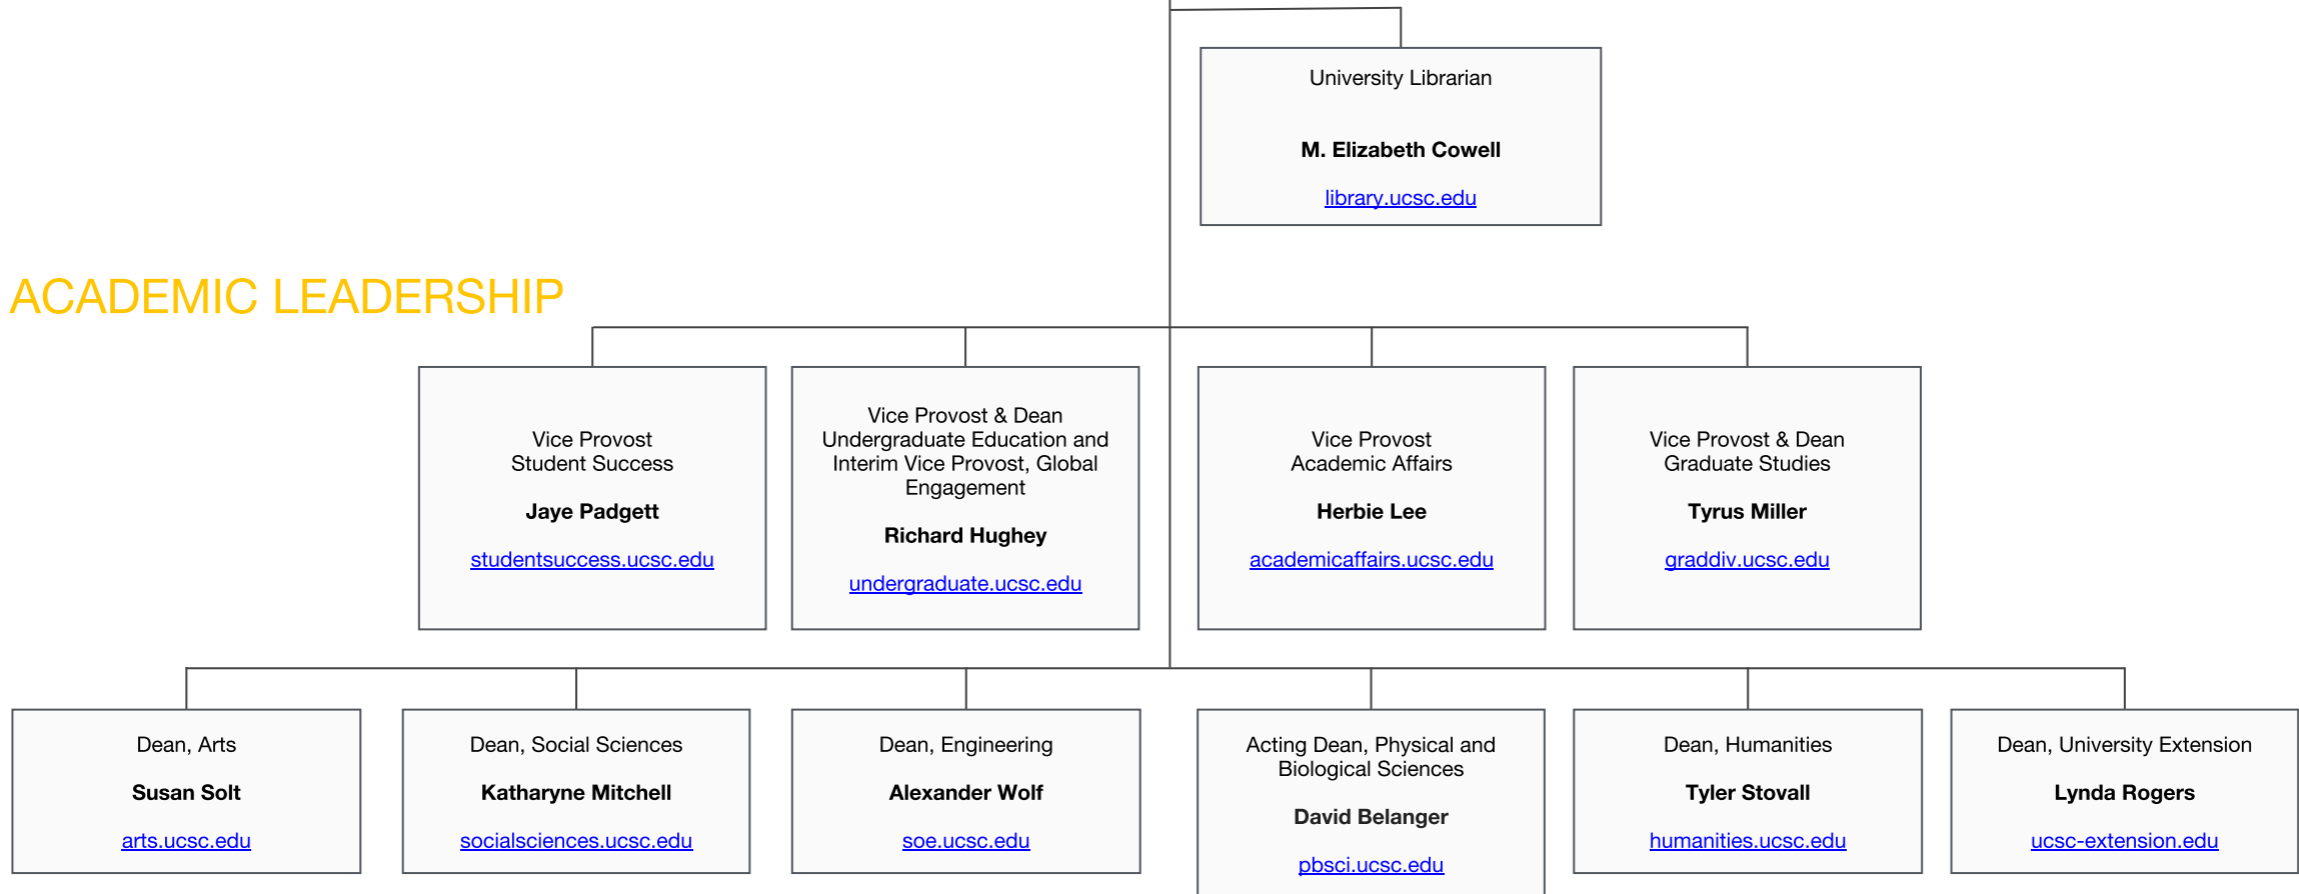 University Librarian
M. Elizabeth Cowell
library.ucsc.edu
ACADEMIC LEADERSHIP
Vice Provost
Student Success
Jaye Padgett
studentsuccess.ucsc.edu
Vice Provost & Dean
Undergraduate Education and
Interim Vice Provost, Global
Engagement
Richard Hughey
undergraduate.ucsc.edu
Vice Provost
Academic Affairs
Herbie Lee
academicaffairs.ucsc.edu
Vice Provost & Dean
Graduate Studies
Tyrus Miller
graddiv.ucsc.edu
Dean, Arts
Susan Solt
arts.ucsc.edu
Dean, Social Sciences
Katharyne Mitchell
socialsciences.ucsc.edu
Dean, Engineering
Alexander Wolf
soe.ucsc.edu
Acting Dean, Physical and
Biological Sciences
David Belanger
pbsci.ucsc.edu
Dean, Humanities
Tyler Stovall
humanities.ucsc.edu
Dean, University Extension
Lynda Rogers
ucsc-extension.edu